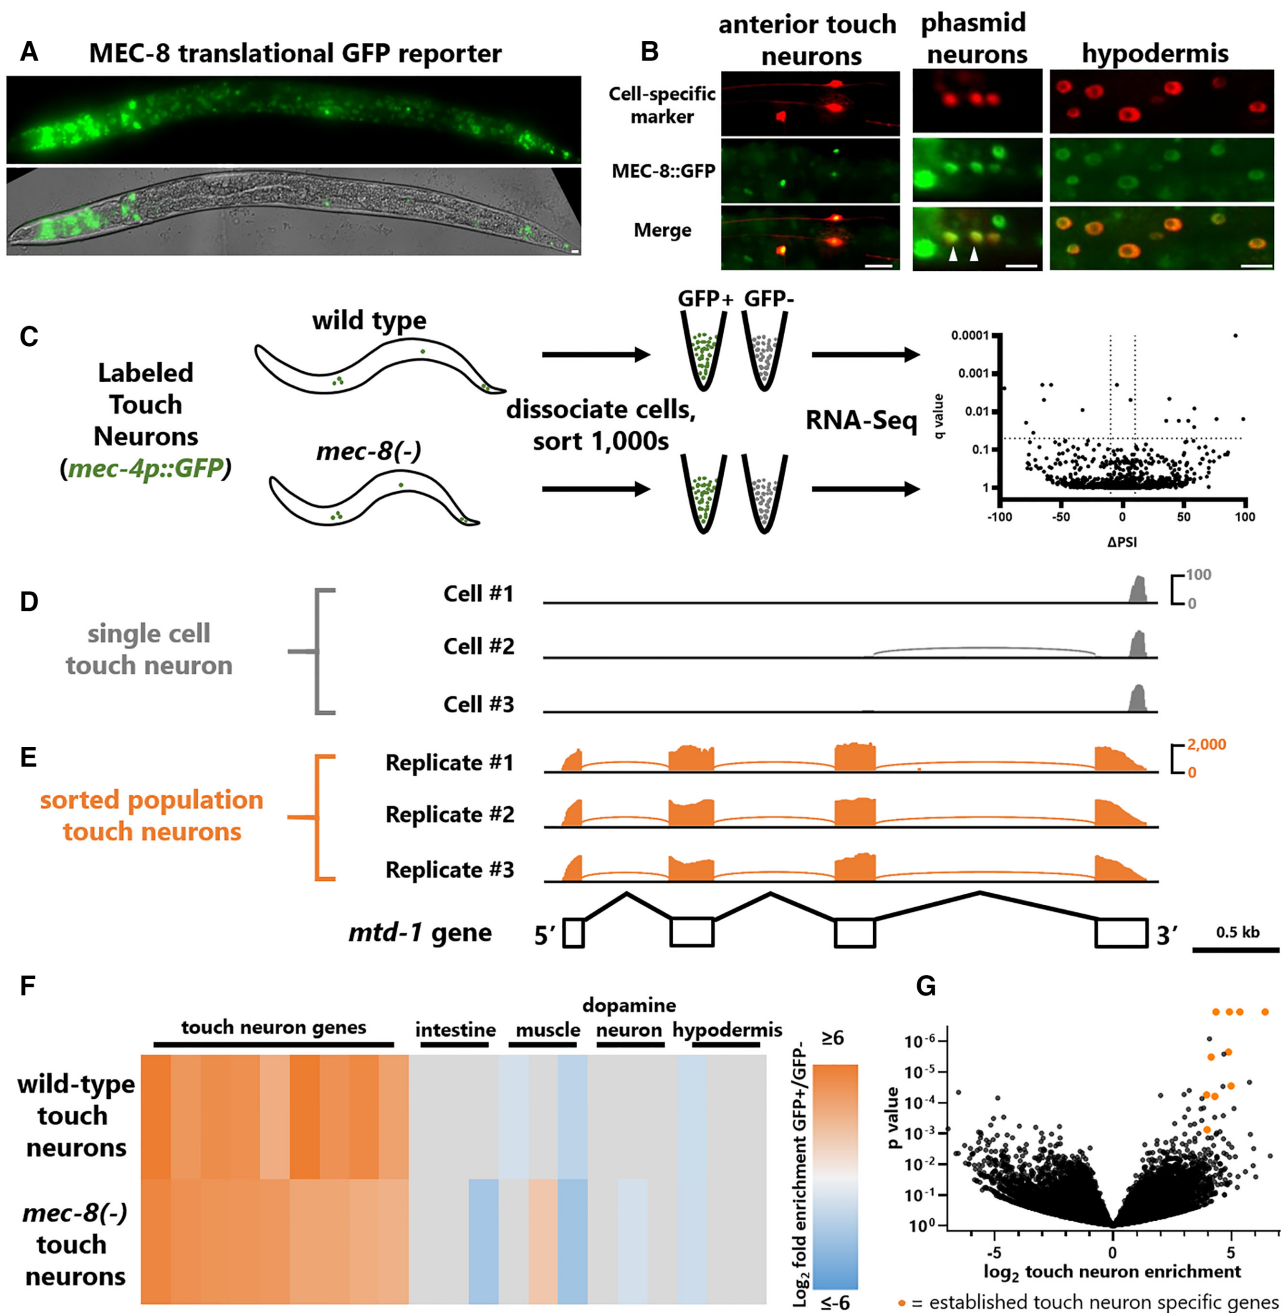 A
MEC-8 translational GFP reporter
B
anterior touch
neurons
phasmid
neurons
hypodermis
Cell-specific
marker
MEC-8::GFP
Merge
C
Labeled
Touch
Neurons
(mec-4p::GFP)
wild type
mec-8(-)
dissociate cells,
sort 1,000s
GFP+ GFP-
RNA-Seq
q value
0.0001
0.001
0.01
0.1
1
-100 -50 0 50 100
ΔPSI
D
single cell
touch neuron
Cell #1
Cell #2
Cell #3
100
0
E
sorted population
touch neurons
Replicate #1
Replicate #2
Replicate #3
2,000
0
mtd-1 gene
5′
3′
0.5 kb
F
touch neuron genes
intestine
muscle
dopamine
neuron
hypodermis
wild-type
touch
neurons
mec-8(-)
touch
neurons
≥6
Log2 fold enrichment GFP+/GFP-
≤-6
G
p value
10-6
10-5
10-4
10-3
10-2
10-1
100
-5 0 5
log2 touch neuron enrichment
= established touch neuron specific genes